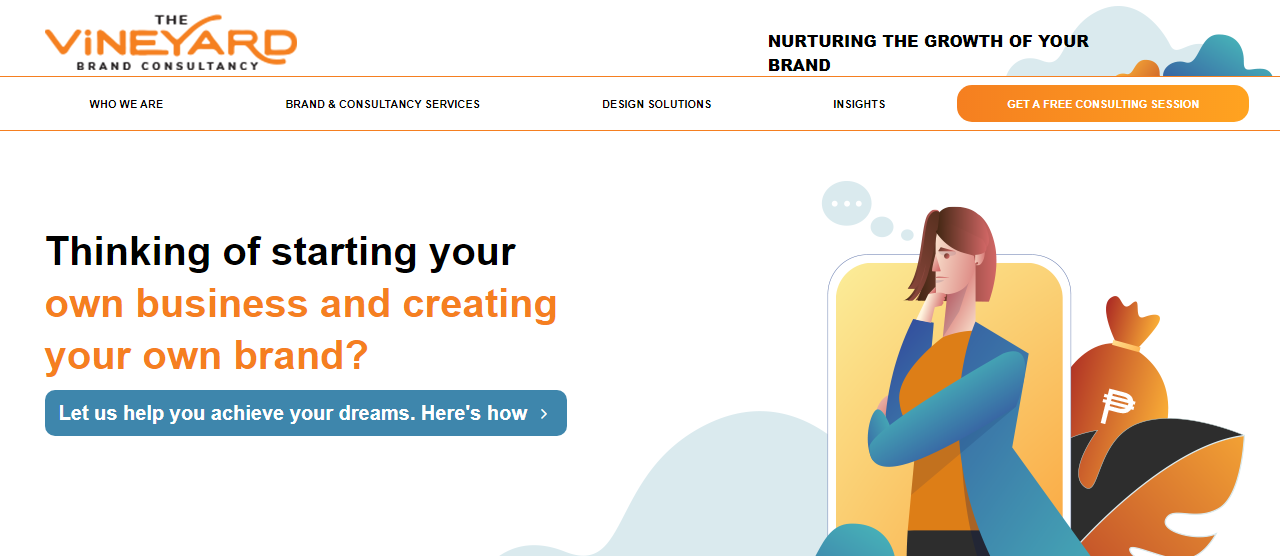 THE
ViNEYARD
BRAND CONSULTANCY
NURTURING THE GROWTH OF YOUR
BRAND
WHO WE ARE
BRAND & CONSULTANCY SERVICES
DESIGN SOLUTIONS
INSIGHTS
GET A FREE CONSULTING SESSION
Thinking of starting your
own business and creating
your own brand?
Let us help you achieve your dreams. Here's how
₱